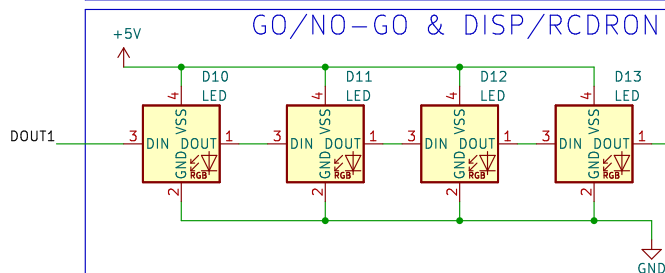 GO/NO-GO & DISP/RCDRON
+5V
D10
LED
D11
LED
D12
LED
D13
LED
4
4
4
4
VSS
VSS
VSS
VSS
DOUT1
3
DIN
DOUT
1
3
DIN
DOUT
1
3
DIN
DOUT
1
3
DIN
DOUT
1
GND
RGB
GND
RGB
GND
RGB
GND
RGB
2
2
2
2
GND